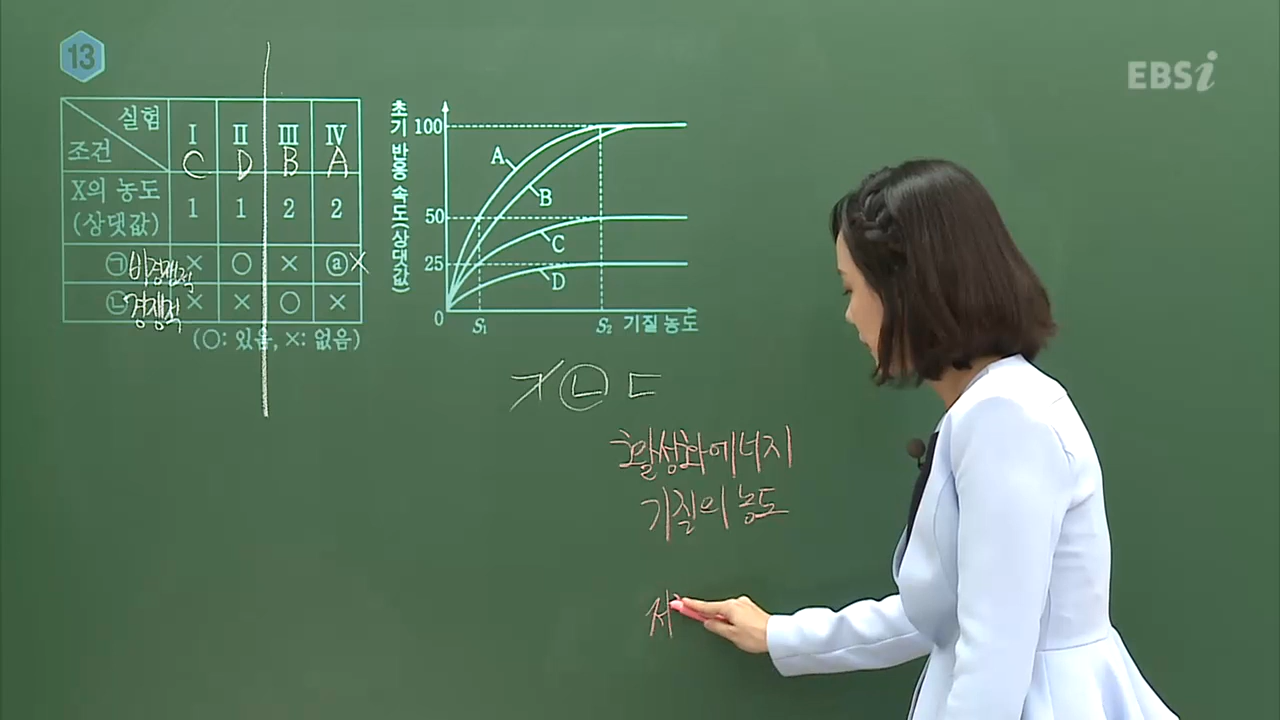 13
EBSi
실험
조건
I II III IV
C D B A
X의 농도
(상댓값)
1 1 2 2
㉠ 비경쟁적 × ○ × ⓐ×
㉡ 경쟁적 × × ○ ×
(○: 있음, ×: 없음)
초기 반응 속도(상댓값)
100
50
25
0
A
B
C
D
S₁ S₂ 기질 농도
ㄱ ㄴ ㄷ
활성화에너지
기질의 농도
저